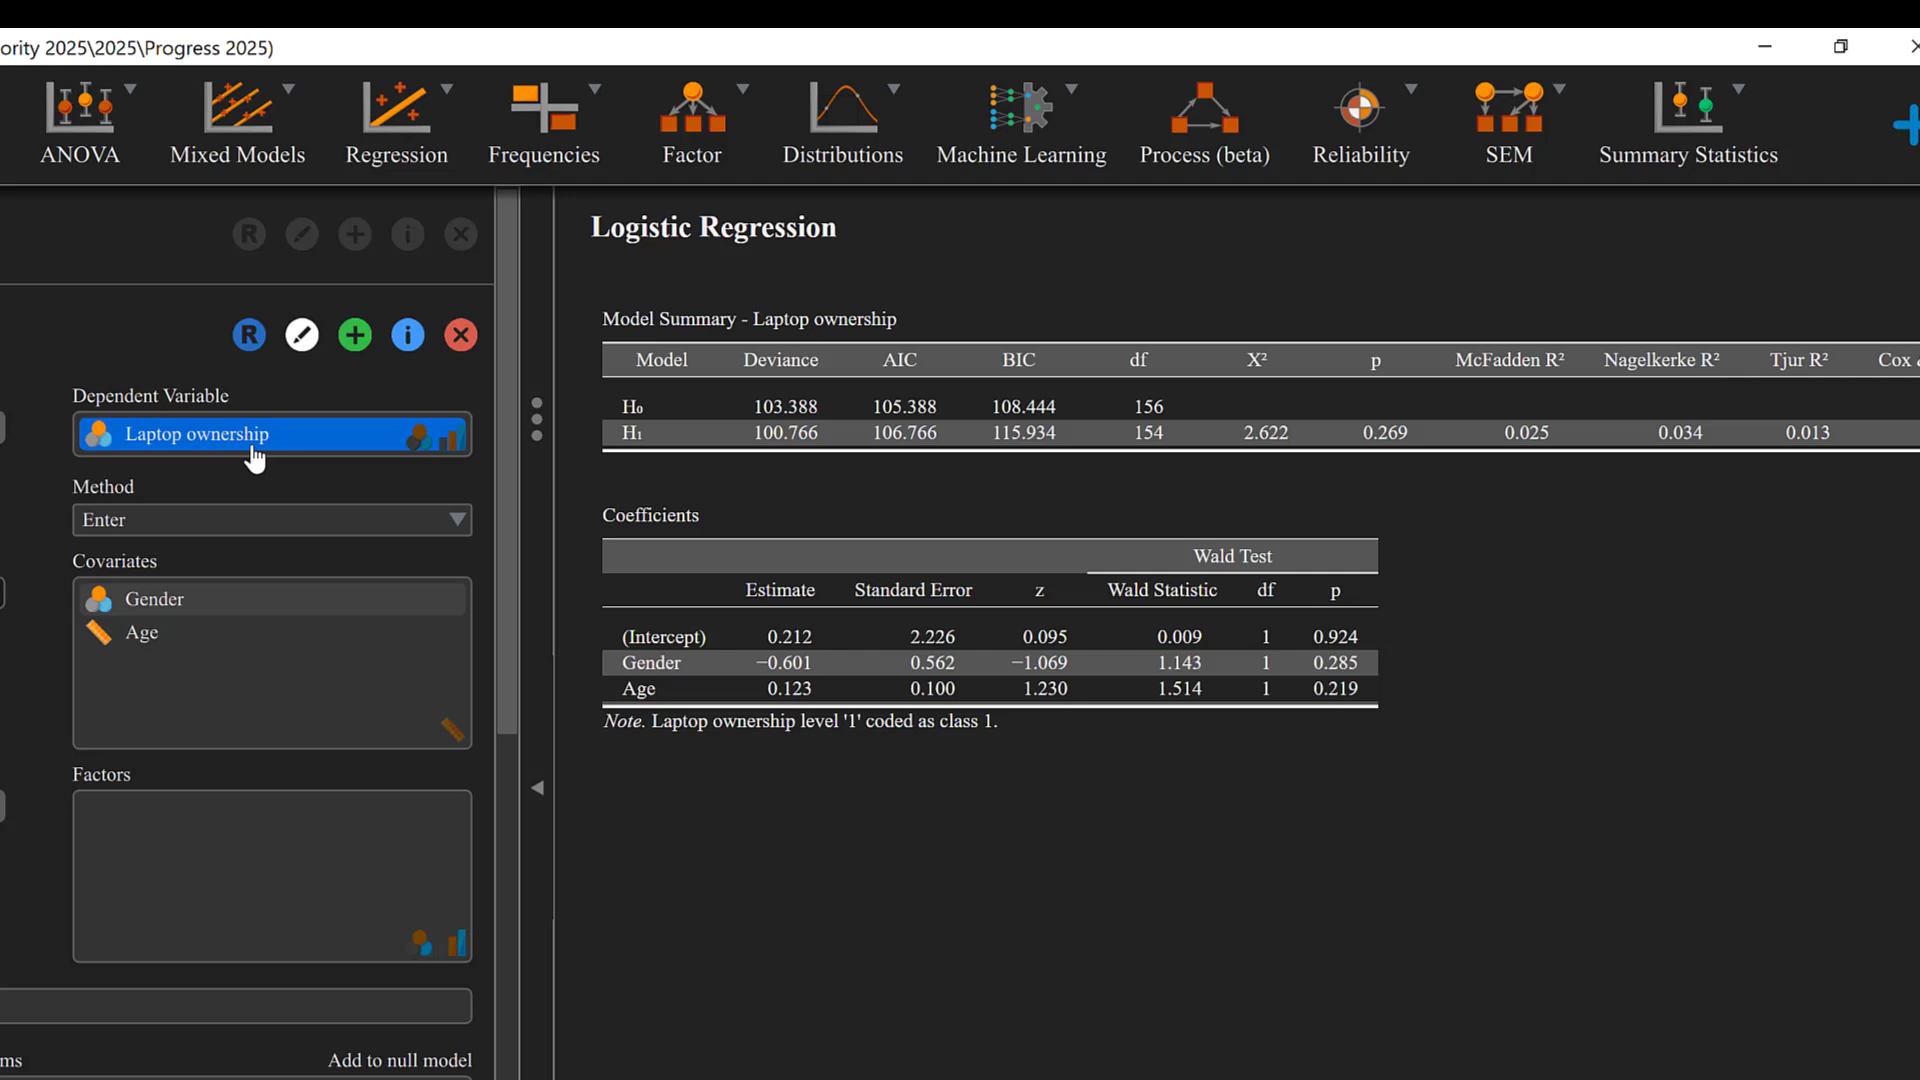 ority 2025\2025\Progress 2025)
ANOVA Mixed Models Regression Frequencies Factor Distributions Machine Learning Process (beta) Reliability SEM Summary Statistics
R
R
Dependent Variable
Laptop ownership
Method
Enter
Covariates
Gender
Age
Factors
ms Add to null model
Logistic Regression
Model Summary - Laptop ownership
Model Deviance AIC BIC df X² p McFadden R² Nagelkerke R² Tjur R² Cox &
H₀ 103.388 105.388 108.444 156
H₁ 100.766 106.766 115.934 154 2.622 0.269 0.025 0.034 0.013
Coefficients
Wald Test
Estimate Standard Error z Wald Statistic df p
(Intercept) 0.212 2.226 0.095 0.009 1 0.924
Gender −0.601 0.562 −1.069 1.143 1 0.285
Age 0.123 0.100 1.230 1.514 1 0.219
Note. Laptop ownership level '1' coded as class 1.